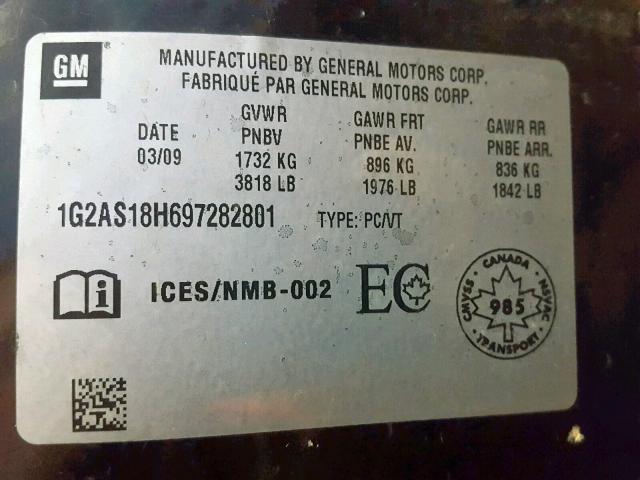 GM
MANUFACTURED BY GENERAL MOTORS CORP.
FABRIQUÉ PAR GENERAL MOTORS CORP.
DATE
03/09
GVWR
PNBV
1732 KG
3818 LB
GAWR FRT
PNBE AV.
896 KG
1976 LB
GAWR RR
PNBE ARR.
836 KG
1842 LB
1G2AS18H697282801 TYPE: PC/VT
i ICES/NMB-002 EC
CANADA
CMVSS 985 NSVAC
TRANSPORT